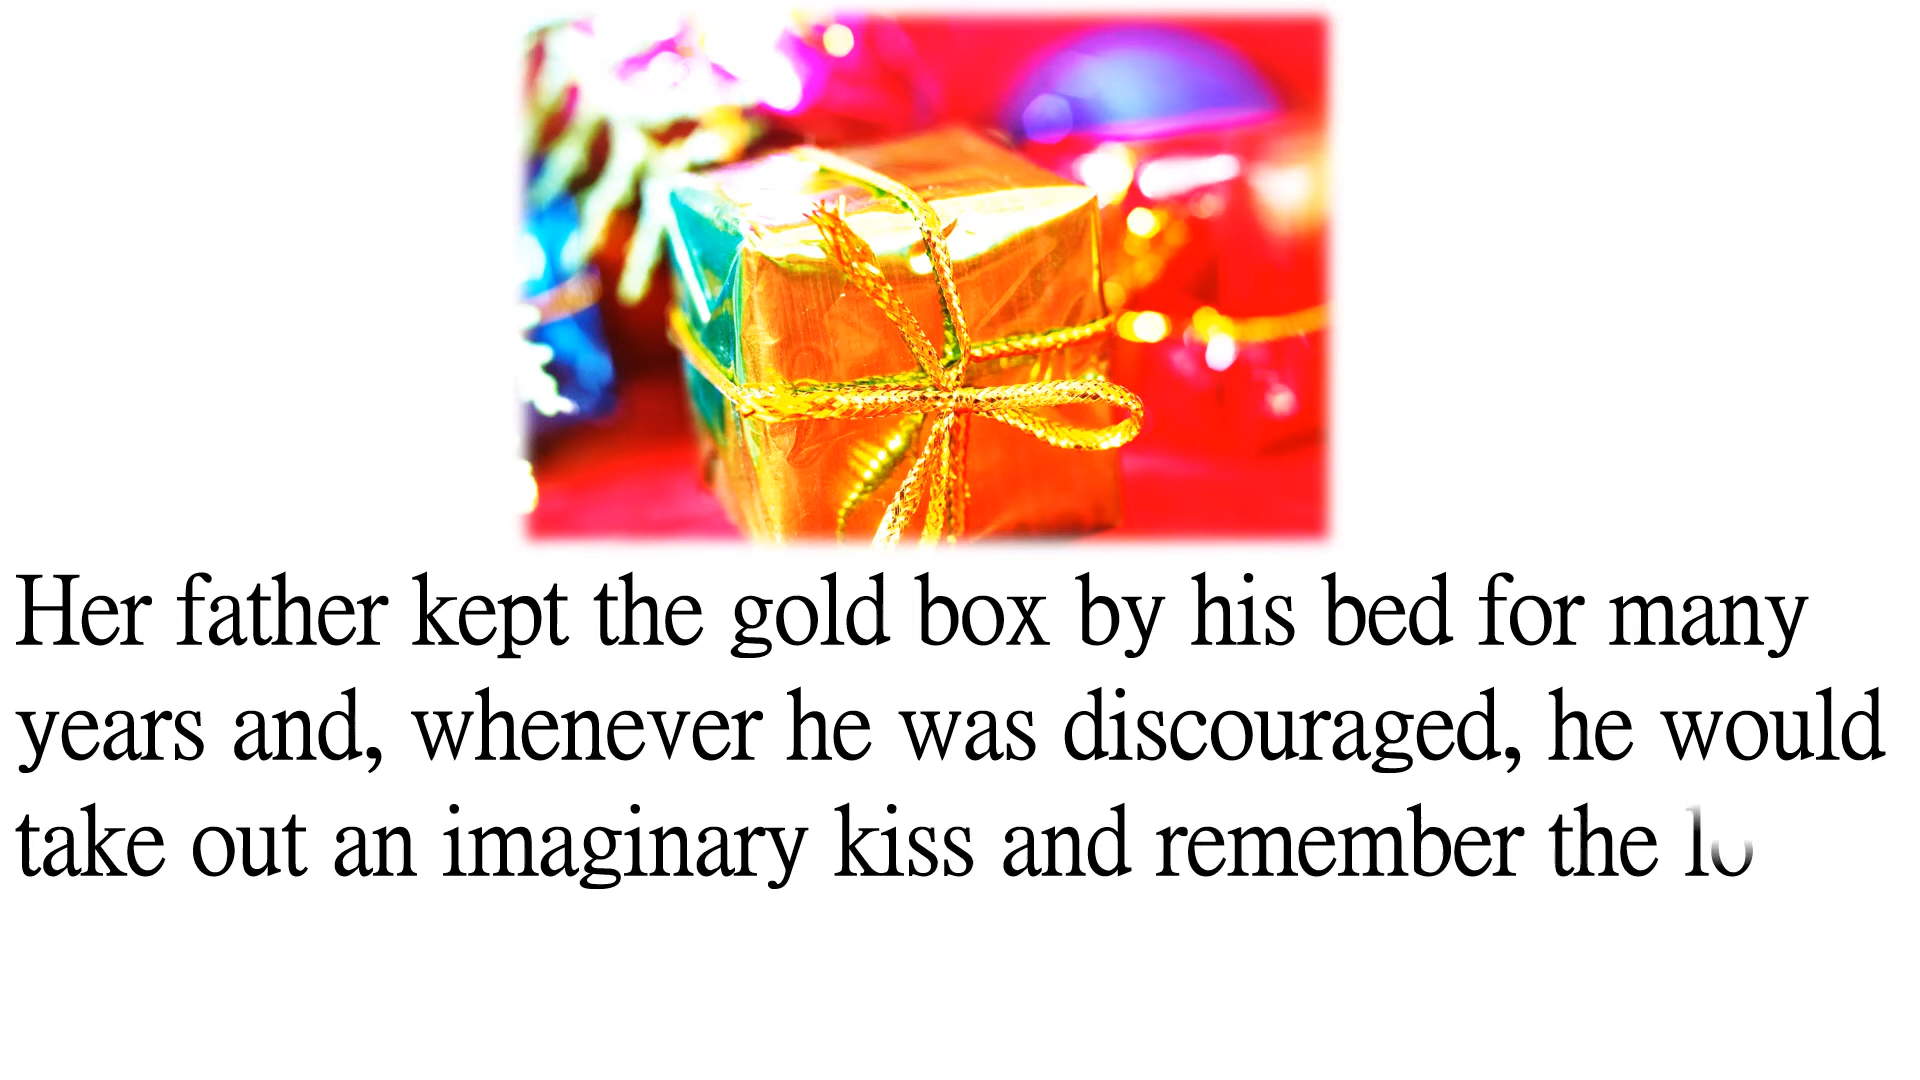 Her father kept the gold box by his bed for many
years and, whenever he was discouraged, he would
take out an imaginary kiss and remember the